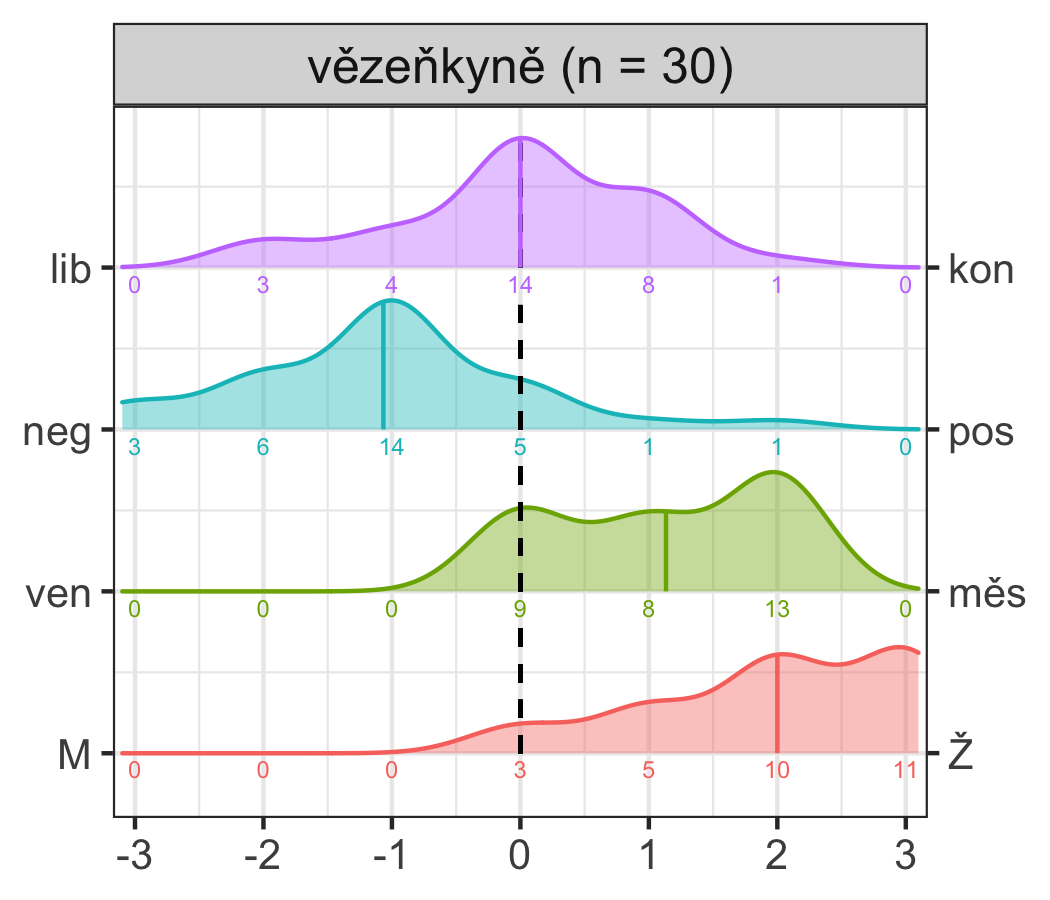 vězeňkyně (n = 30)
lib kon
0 3 4 14 8 1 0
neg pos
3 6 14 5 1 1 0
ven měs
0 0 0 9 8 13 0
M Ž
0 0 0 3 5 10 11
-3 -2 -1 0 1 2 3